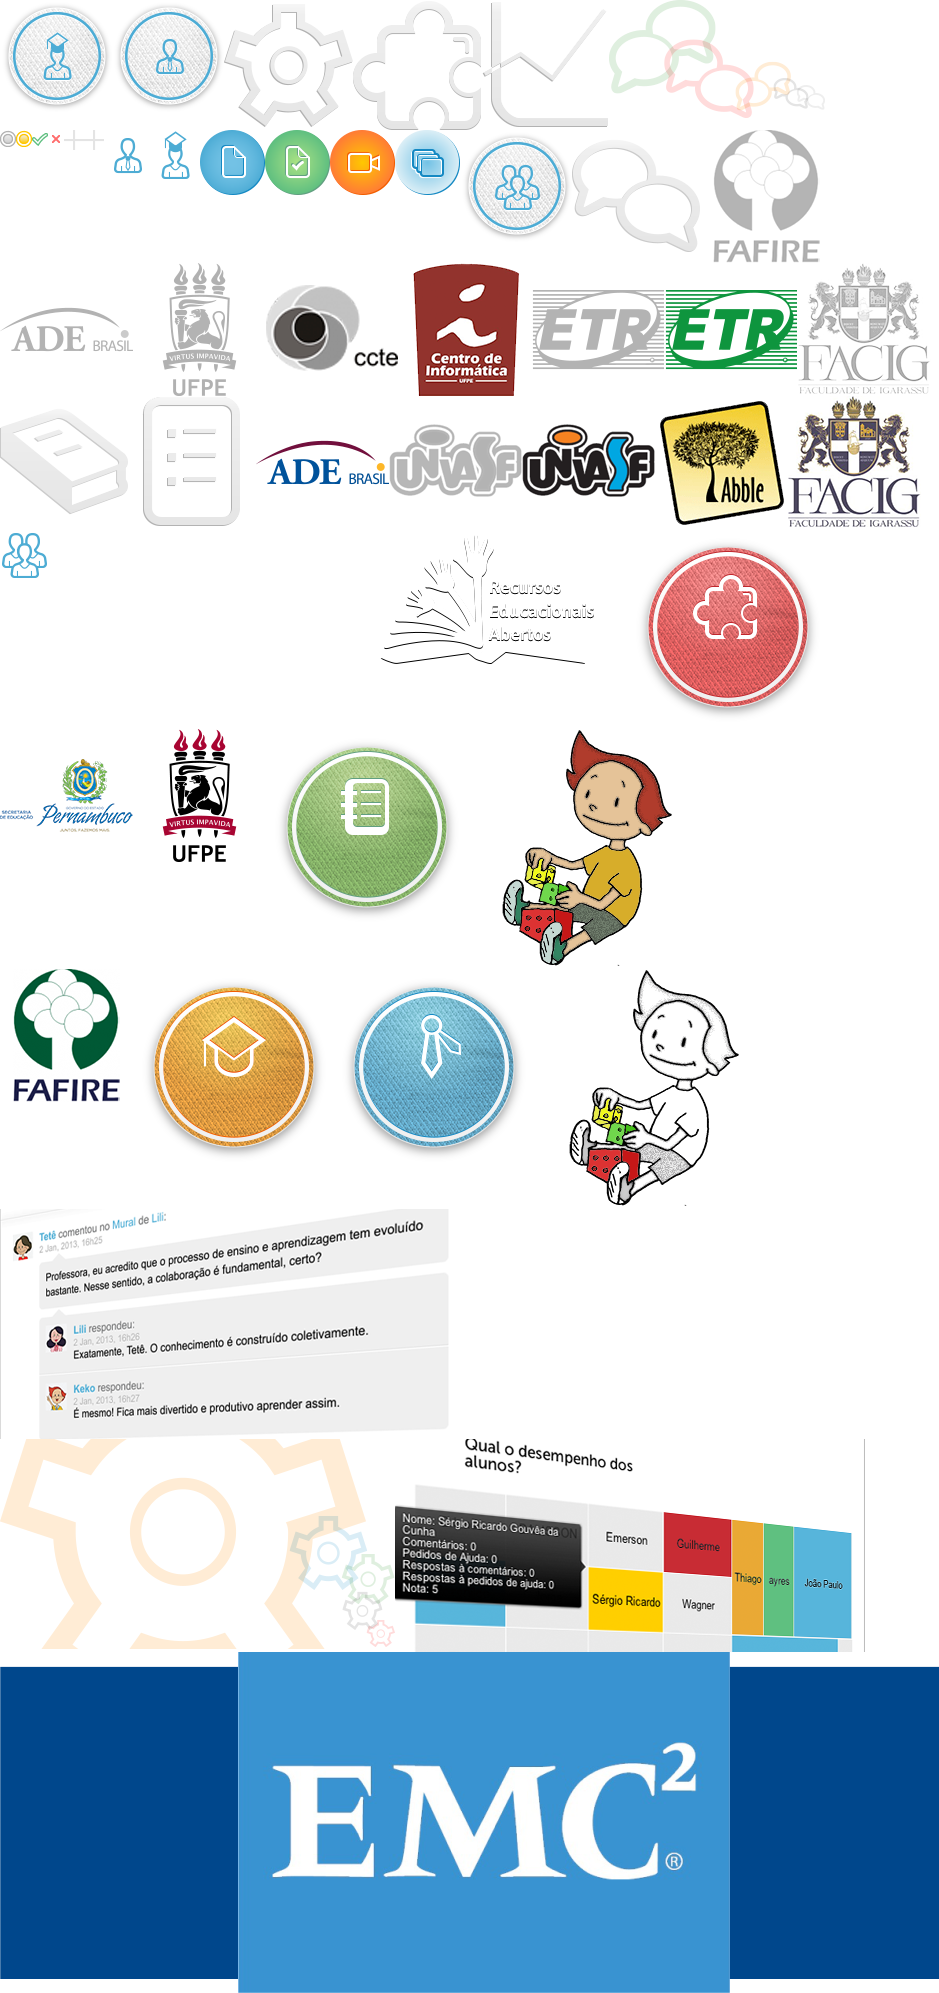 FAFIRE
ADE BRASIL
VIRTUS IMPAVIDA
UFPE
ccte
Centro de
Informática
UFPE
ETR
ETR
FACIG
FACULDADE DE IGARASSU
ADE BRASIL
UNIVASF
UNIVASF
Abble
FACIG
FACULDADE DE IGARASSU
Recursos
Educacionais
Abertos
SECRETARIA
DE EDUCAÇÃO
GOVERNO DO ESTADO
Pernambuco
JUNTOS, FAZEMOS MAIS.
VIRTUS IMPAVIDA
UFPE
FAFIRE
Tetê comentou no Mural de Lili:
2 Jan, 2013, 16h25
Professora, eu acredito que o processo de ensino e aprendizagem tem evoluído
bastante. Nesse sentido, a colaboração é fundamental, certo?
Lili respondeu:
2 Jan, 2013, 16h26
Exatamente, Tetê. O conhecimento é construído coletivamente.
Keko respondeu:
2 Jan, 2013, 16h27
É mesmo! Fica mais divertido e produtivo aprender assim.
Qual o desempenho dos
alunos?
Nome: Sérgio Ricardo Gouvêa da
Cunha
Comentários: 0
Pedidos de Ajuda: 0
Respostas à comentários: 0
Respostas à pedidos de ajuda: 0
Nota: 5
Emerson
Guilherme
Sérgio Ricardo
Wagner
Thiago
ayres
João Paulo
EMC²
®